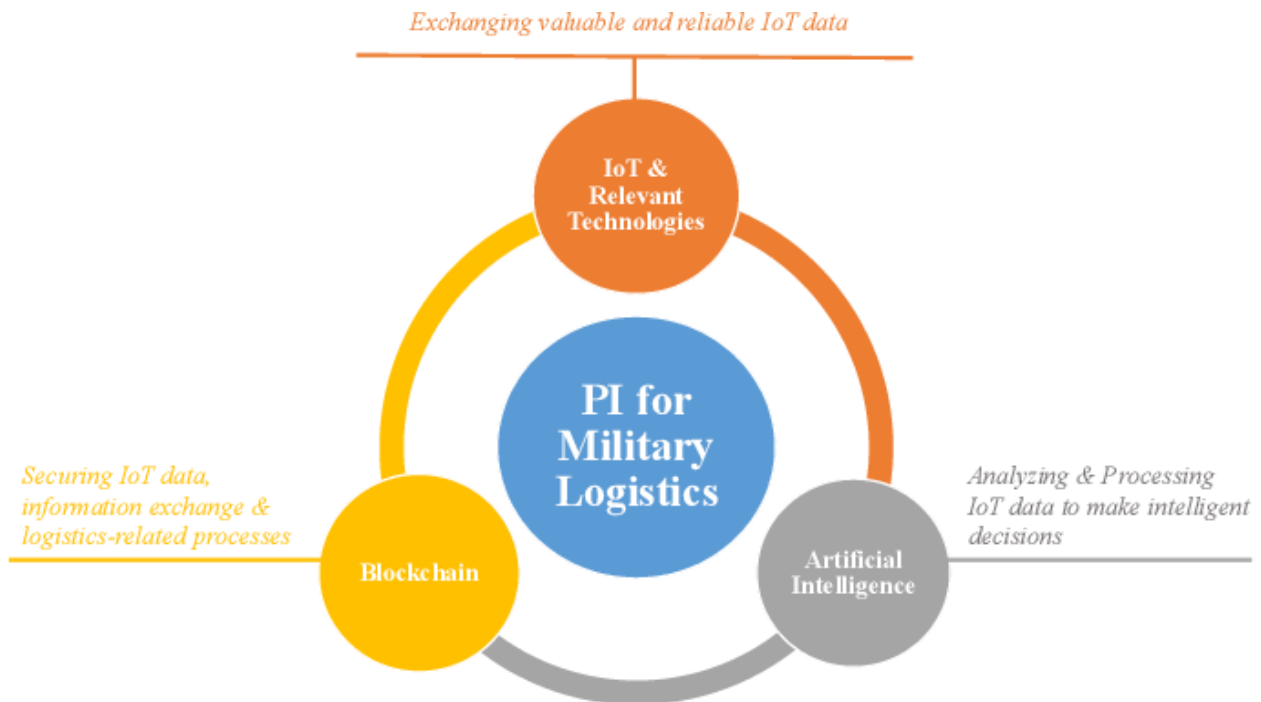 Exchanging valuable and reliable IoT data
IoT &
Relevant
Technologies
PI for
Military
Logistics
Securing IoT data,
information exchange &
logistics-related processes
Blockchain
Analyzing & Processing
IoT data to make intelligent
decisions
Artificial
Intelligence